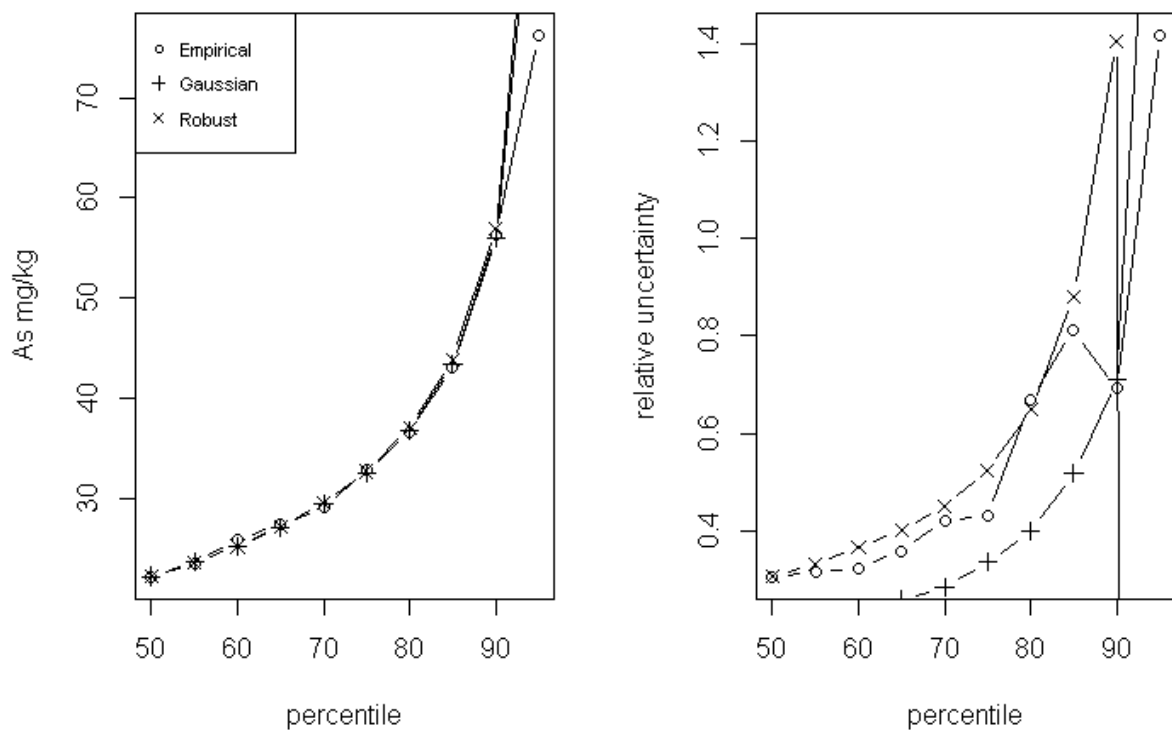 Empirical
Gaussian
Robust
As mg/kg
70
60
50
40
30
50 60 70 80 90
percentile
relative uncertainty
1.4
1.2
1.0
0.8
0.6
0.4
50 60 70 80 90
percentile